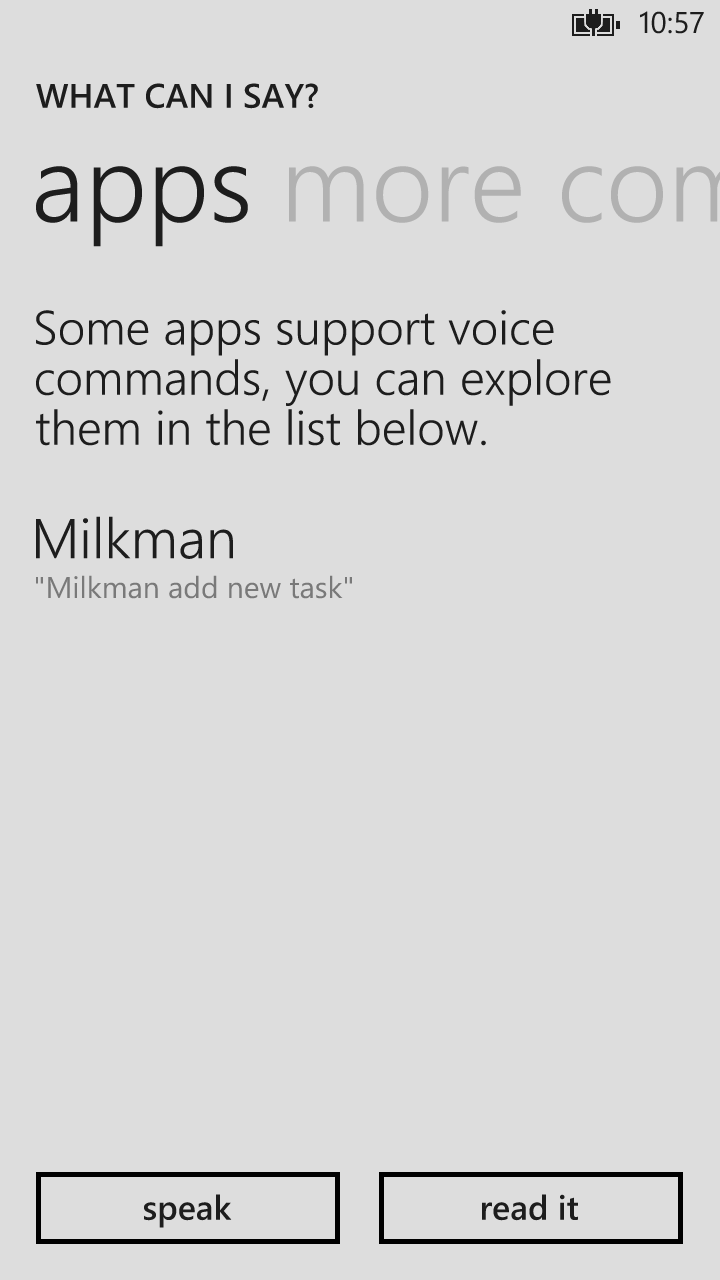 10:57
WHAT CAN I SAY?
apps more com
Some apps support voice
commands, you can explore
them in the list below.
Milkman
"Milkman add new task"
speak read it